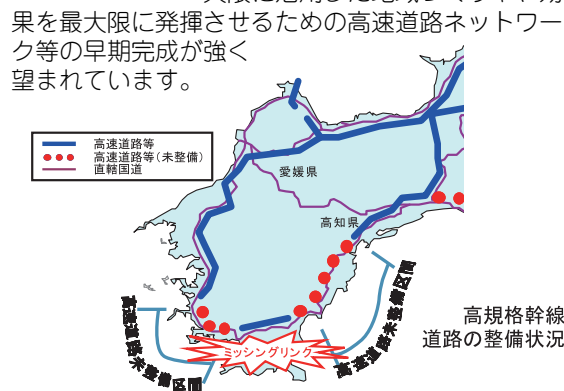 果を最大限に発揮させるための高速道路ネットワー
ク等の早期完成が強く
望まれています。
高速道路等
高速道路等(未整備)
直轄国道
愛媛県
高知県
高速道路未整備区間
ミッシングリンク
高速道路未整備区間
高規格幹線
道路の整備状況